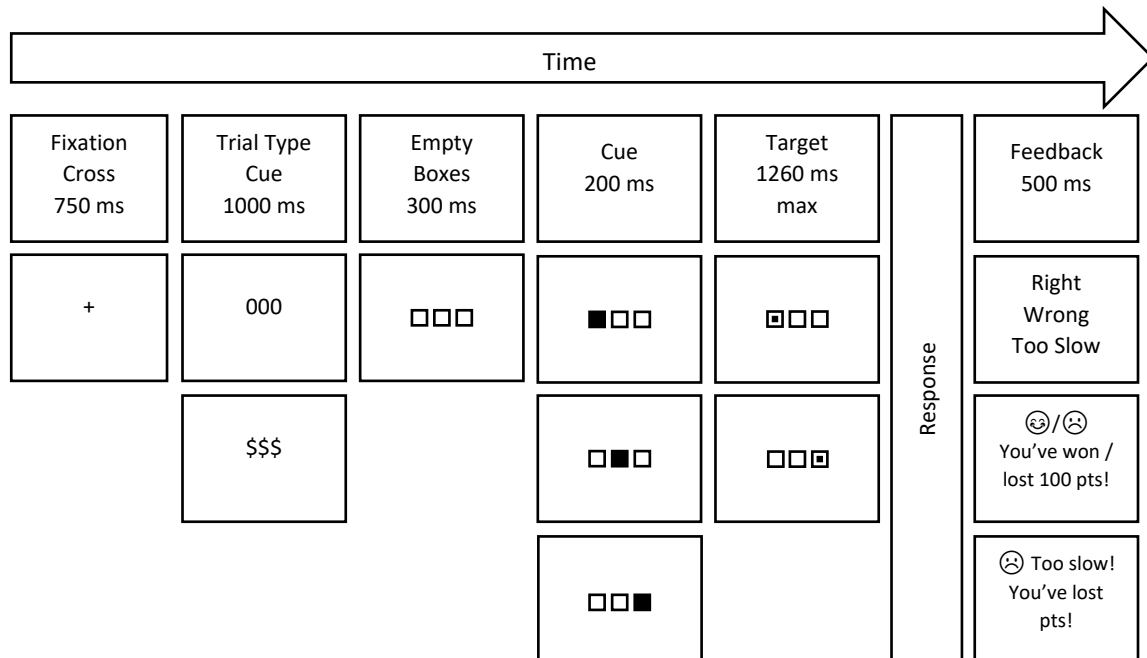 Time
Fixation
Cross
750 ms
Trial Type
Cue
1000 ms
Empty
Boxes
300 ms
Cue
200 ms
Target
1260 ms
max
Response
Feedback
500 ms
+
000
Right
Wrong
Too Slow
$$$
☺/☹
You've won /
lost 100 pts!
☹ Too slow!
You've lost
pts!